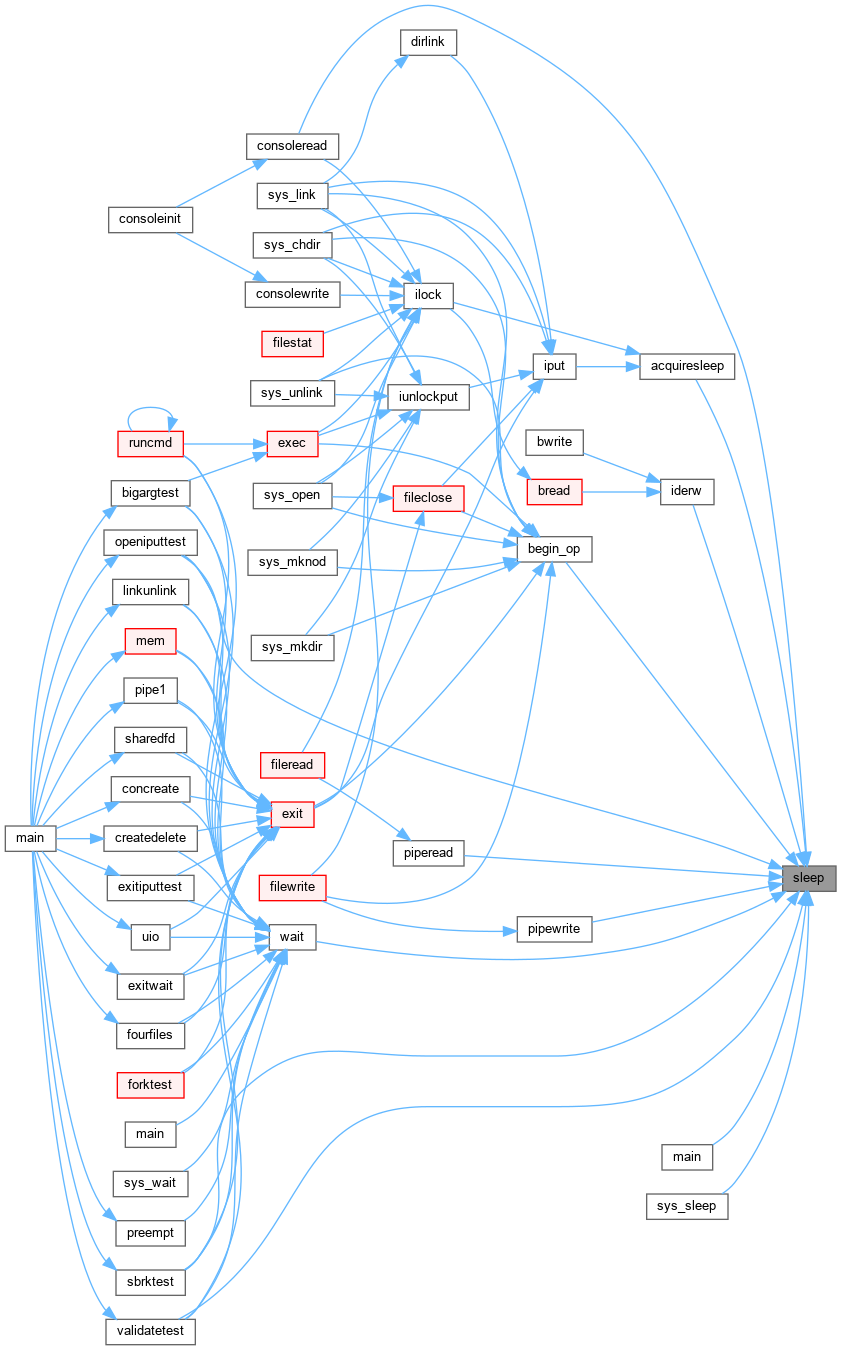 dirlink
consoleread
sys_link
consoleinit
sys_chdir
consolewrite
ilock
filestat
iput
acquiresleep
sys_unlink
iunlockput
runcmd
exec
bwrite
bigargtest
sys_open
fileclose
bread
iderw
openiputtest
begin_op
sys_mknod
linkunlink
mem
sys_mkdir
pipe1
sharedfd
fileread
concreate
exit
main
createdelete
piperead
sleep
exitiputtest
filewrite
uio
wait
pipewrite
exitwait
fourfiles
forktest
main
main
sys_wait
sys_sleep
preempt
sbrktest
validatetest